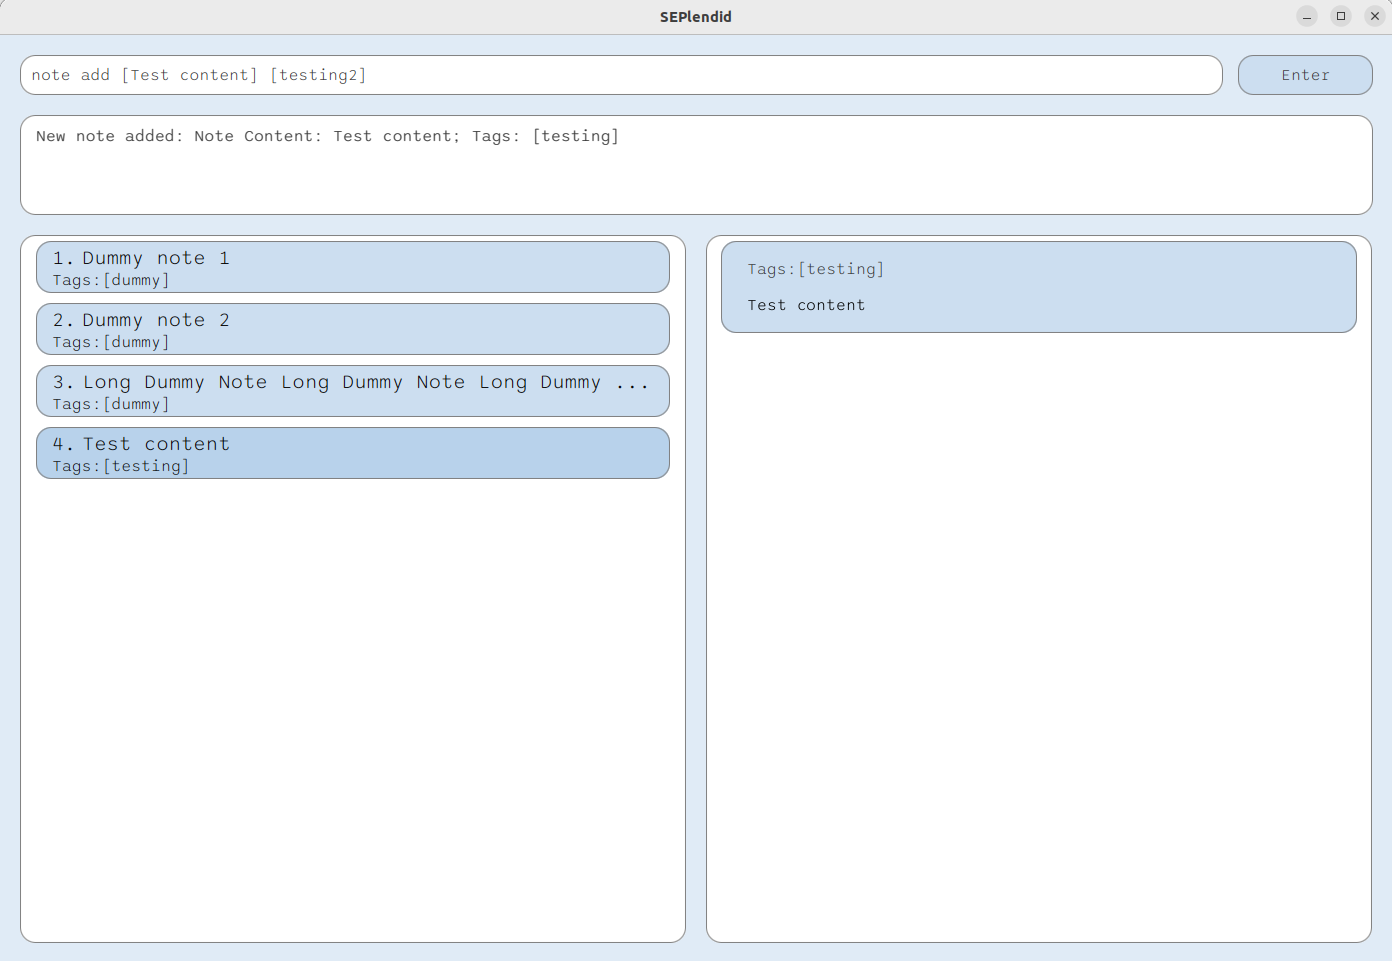 SEPlendid
note add [Test content] [testing2]
Enter
New note added: Note Content: Test content; Tags: [testing]
1. Dummy note 1
Tags:[dummy]
2. Dummy note 2
Tags:[dummy]
3. Long Dummy Note Long Dummy Note Long Dummy ...
Tags:[dummy]
4. Test content
Tags:[testing]
Tags:[testing]
Test content